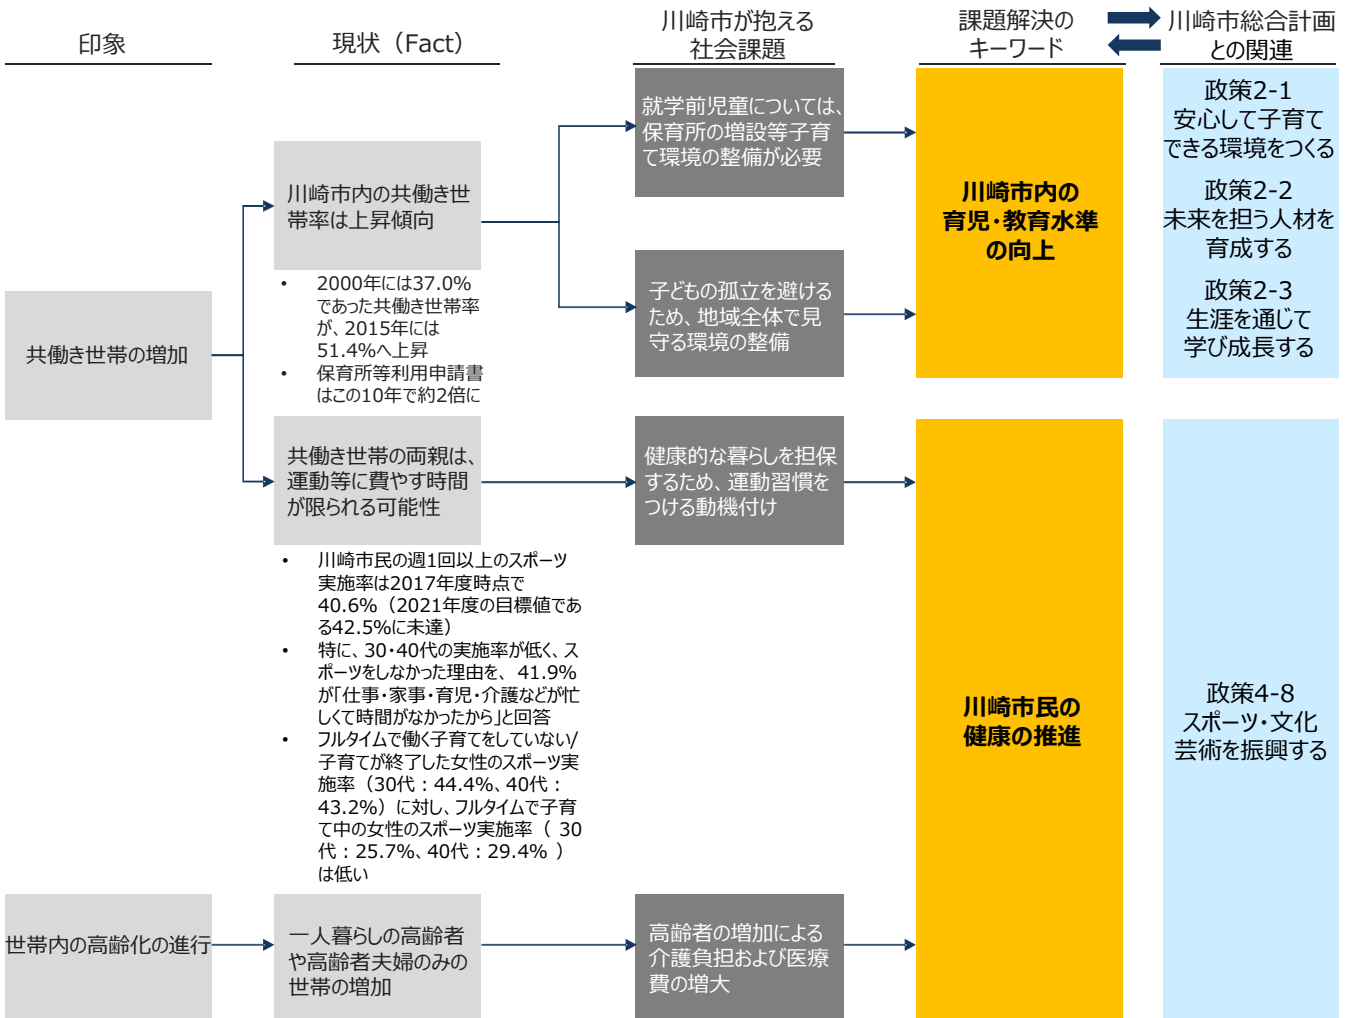 印象
現状（Fact）
川崎市が抱える
社会課題
課題解決の
キーワード
川崎市総合計画
との関連
共働き世帯の増加
川崎市内の共働き世
帯率は上昇傾向
• 2000年には37.0%
であった共働き世帯率
が、2015年には
51.4%へ上昇
• 保育所等利用申請書
はこの10年で約2倍に
就学前児童については、
保育所の増設等子育
て環境の整備が必要
子どもの孤立を避ける
ため、地域全体で見
守る環境の整備
川崎市内の
育児・教育水準
の向上
政策2-1
安心して子育て
できる環境をつくる
政策2-2
未来を担う人材を
育成する
政策2-3
生涯を通じて
学び成長する
共働き世帯の両親は、
運動等に費やす時間
が限られる可能性
• 川崎市民の週1回以上のスポーツ
実施率は2017年度時点で
40.6%（2021年度の目標値であ
る42.5%に未達）
• 特に、30・40代の実施率が低く、ス
ポーツをしなかった理由を、 41.9%
が「仕事・家事・育児・介護などが忙
しくて時間がなかったから」と回答
• フルタイムで働く子育てをしていない/
子育てが終了した女性のスポーツ実
施率（30代：44.4%、40代：
43.2%）に対し、フルタイムで子育
て中の女性のスポーツ実施率（ 30
代：25.7%、40代：29.4% ）
は低い
健康的な暮らしを担保
するため、運動習慣を
つける動機付け
川崎市民の
健康の推進
政策4-8
スポーツ・文化
芸術を振興する
世帯内の高齢化の進行
一人暮らしの高齢者
や高齢者夫婦のみの
世帯の増加
高齢者の増加による
介護負担および医療
費の増大